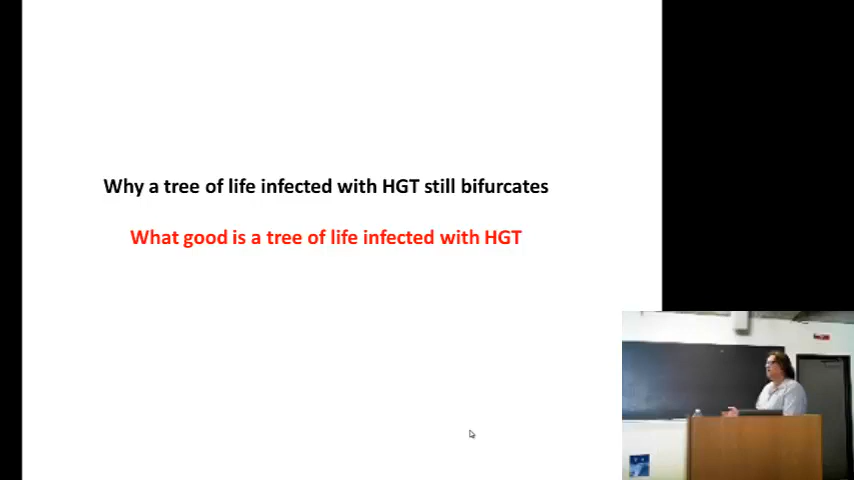 Why a tree of life infected with HGT still bifurcates
What good is a tree of life infected with HGT